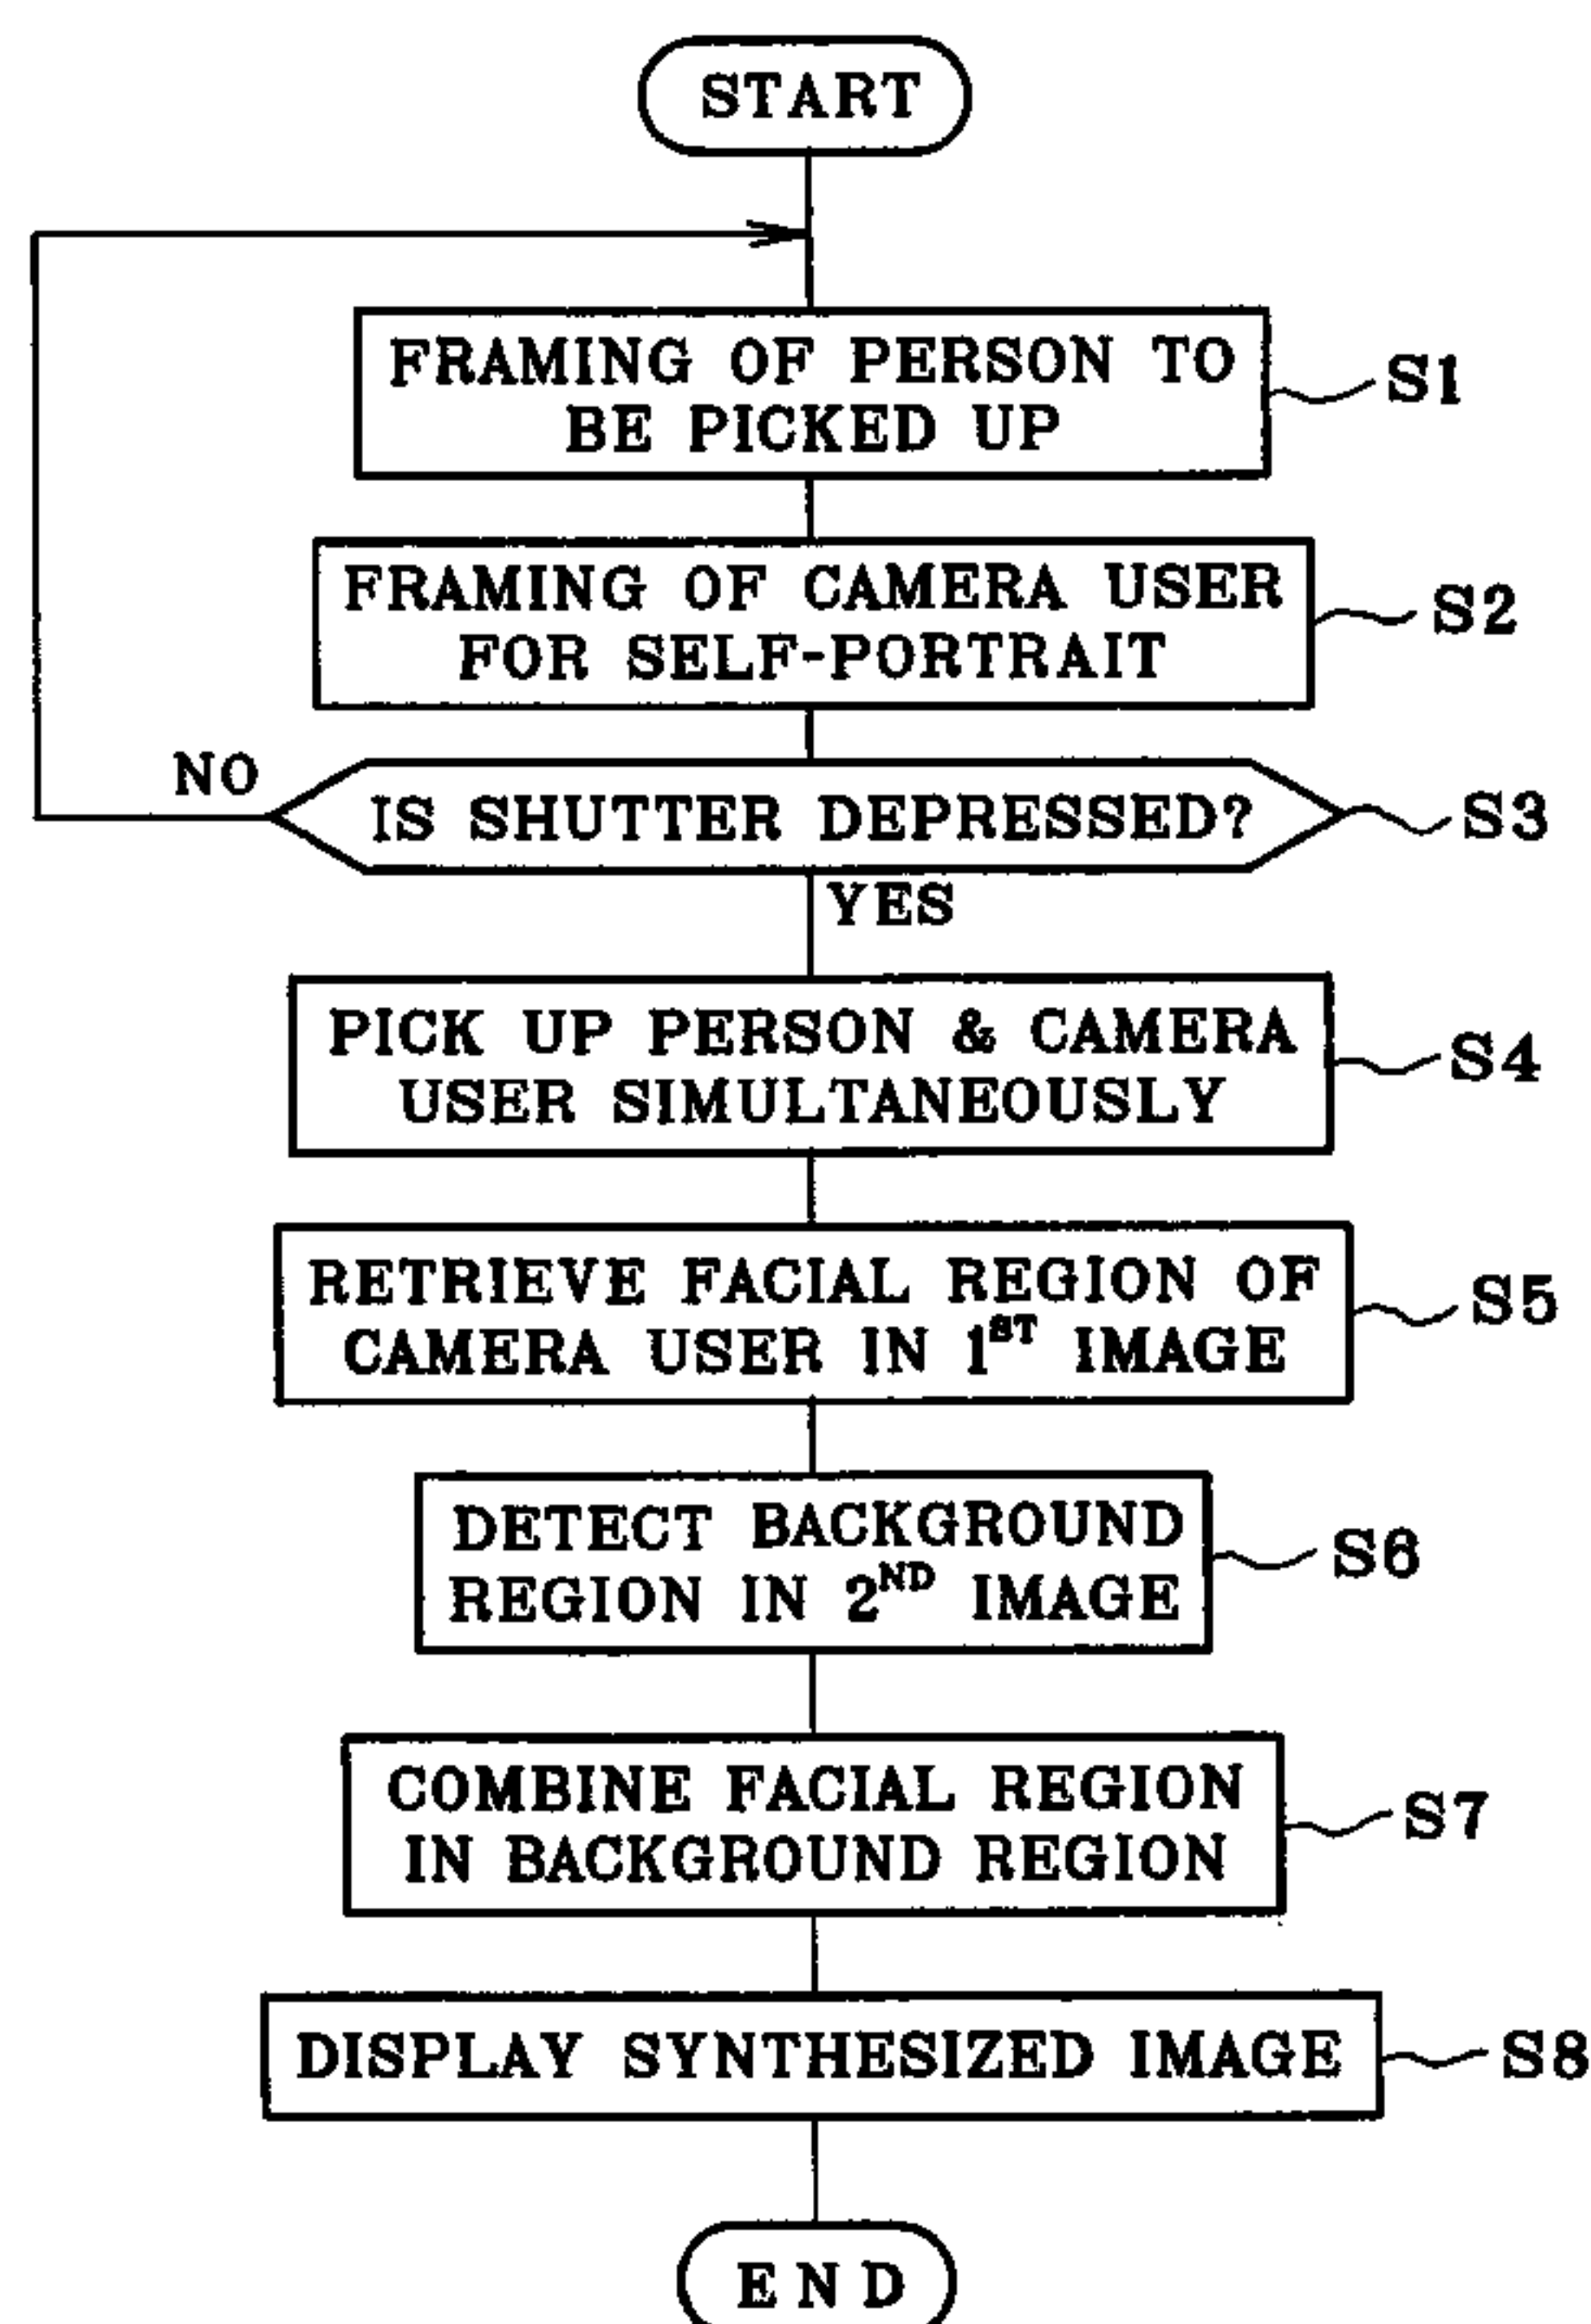 START
FRAMING OF PERSON TO
BE PICKED UP
S1
FRAMING OF CAMERA USER
FOR SELF-PORTRAIT
S2
NO
IS SHUTTER DEPRESSED?
S3
YES
PICK UP PERSON & CAMERA
USER SIMULTANEOUSLY
S4
RETRIEVE FACIAL REGION OF
CAMERA USER IN 1ST IMAGE
S5
DETECT BACKGROUND
REGION IN 2ND IMAGE
S6
COMBINE FACIAL REGION
IN BACKGROUND REGION
S7
DISPLAY SYNTHESIZED IMAGE
S8
END